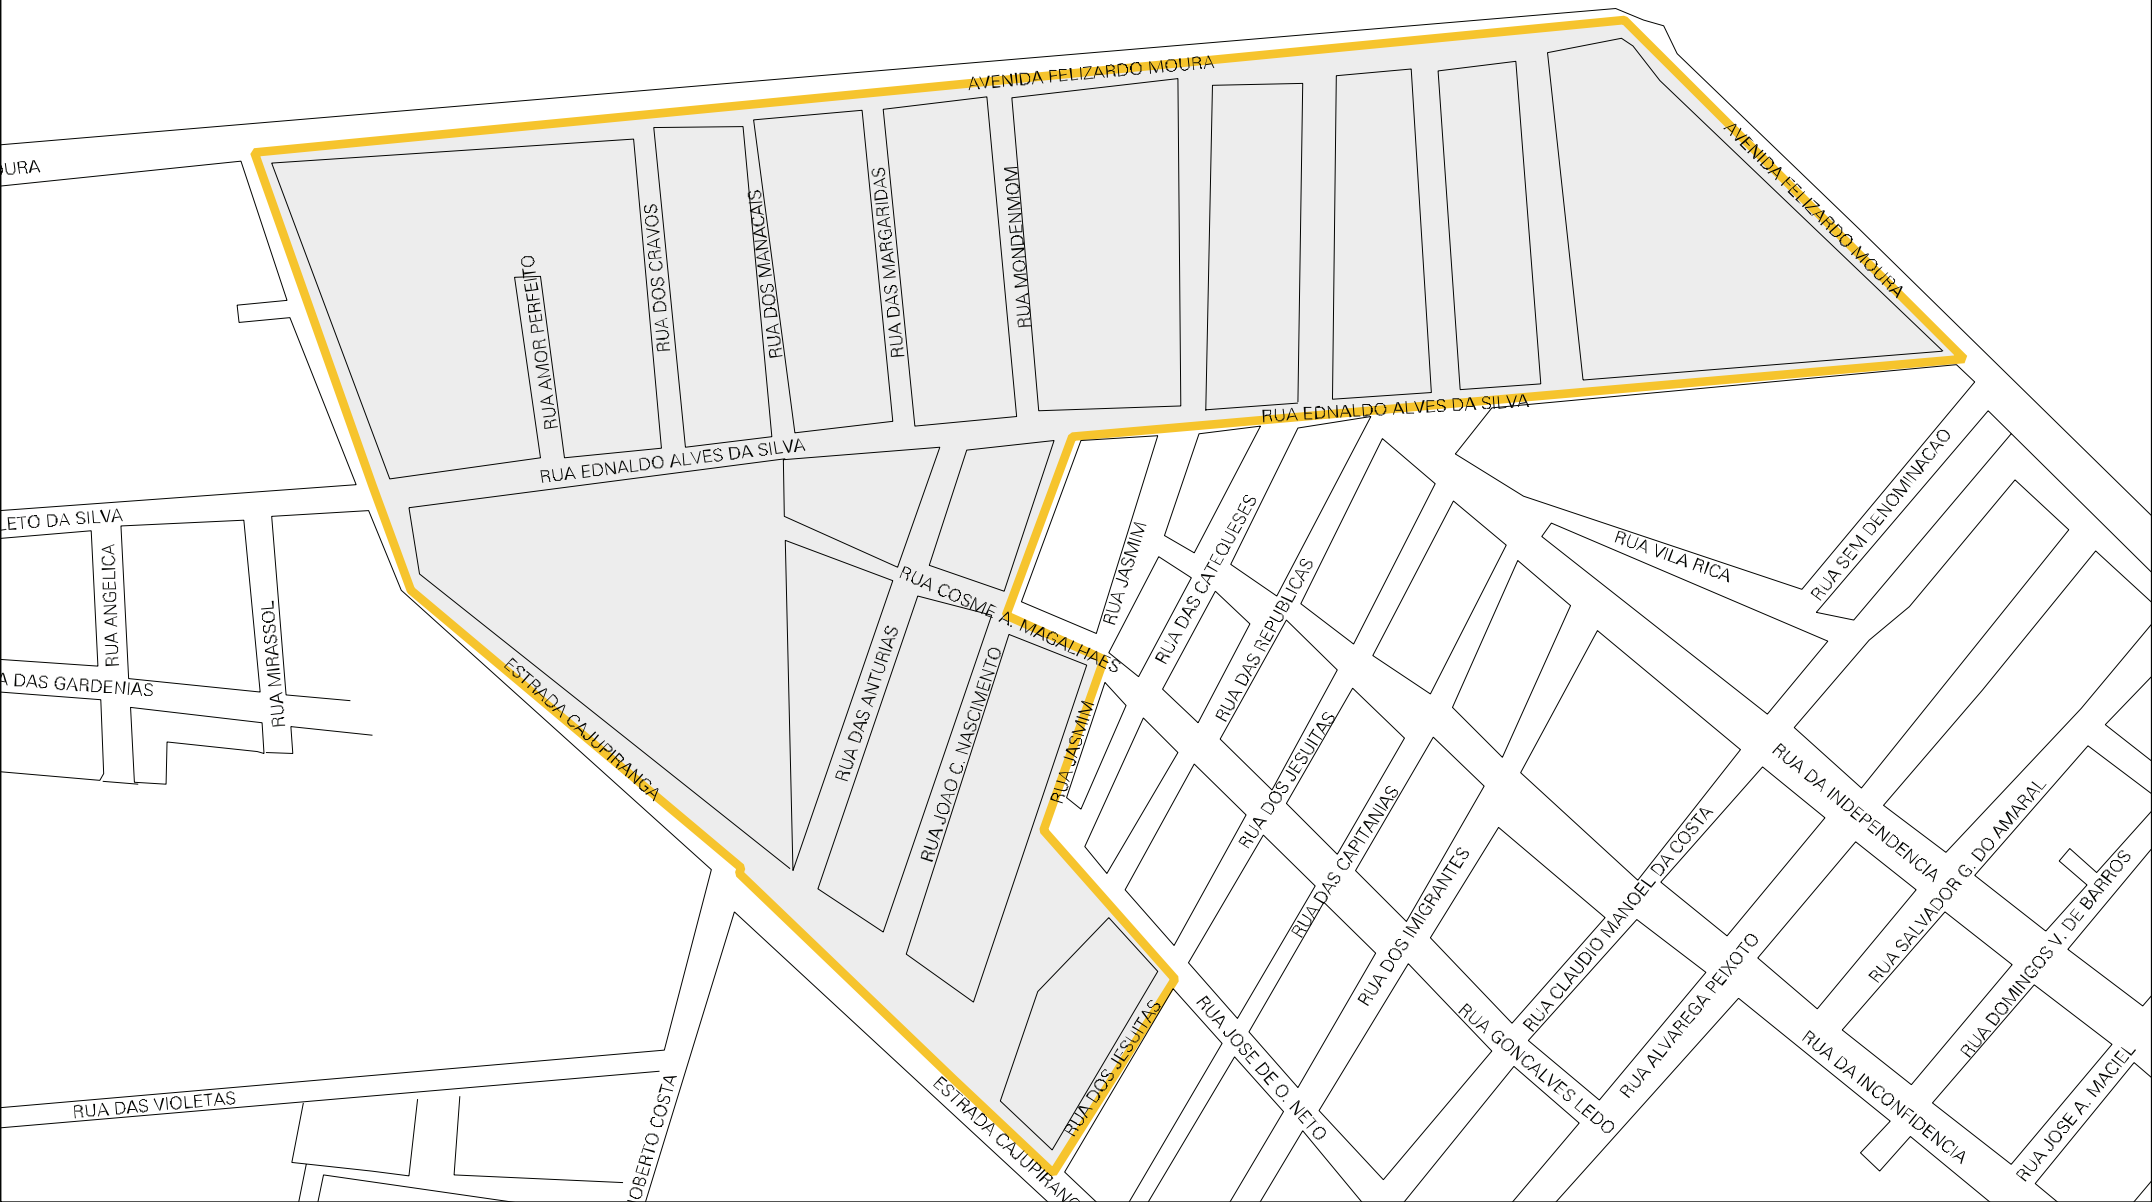 AVENIDA FELIZARDO MOURA
OURA
AVENIDA FELIZARDO MOURA
RUA AMOR PERFEITO
RUA DOS CRAVOS
RUA DOS MANACAIS
RUA DAS MARGARIDAS
RUA MONDENMOM
RUA EDNALDO ALVES DA SILVA
RUA EDNALDO ALVES DA SILVA
LETO DA SILVA
RUA ANGELICA
RUA MIRASSOL
A DAS GARDENIAS
RUA COSME A. MAGALHAES
RUA JASMIM
RUA DAS CATEQUESES
RUA DAS REPUBLICAS
RUA VILA RICA
RUA SEM DENOMINACAO
ESTRADA CAJUPIRANGA
RUA DAS ANTURIAS
RUA JOAO C. NASCIMENTO
RUA JASMIM
RUA DOS JESUITAS
RUA DAS CAPITANIAS
RUA DOS IMIGRANTES
RUA CLAUDIO MANOEL DA COSTA
RUA DA INDEPENDENCIA
RUA SALVADOR G. DO AMARAL
RUA DOMINGOS V. DE BARROS
RUA ALVAREGA PEIXOTO
RUA JOSE DE O. NETO
RUA GONCALVES LEDO
RUA DA INCONFIDENCIA
RUA JOSE A. MACIEL
RUA DOS JESUITAS
ESTRADA CAJUPIRANG
RUA DAS VIOLETAS
OBERTO COSTA